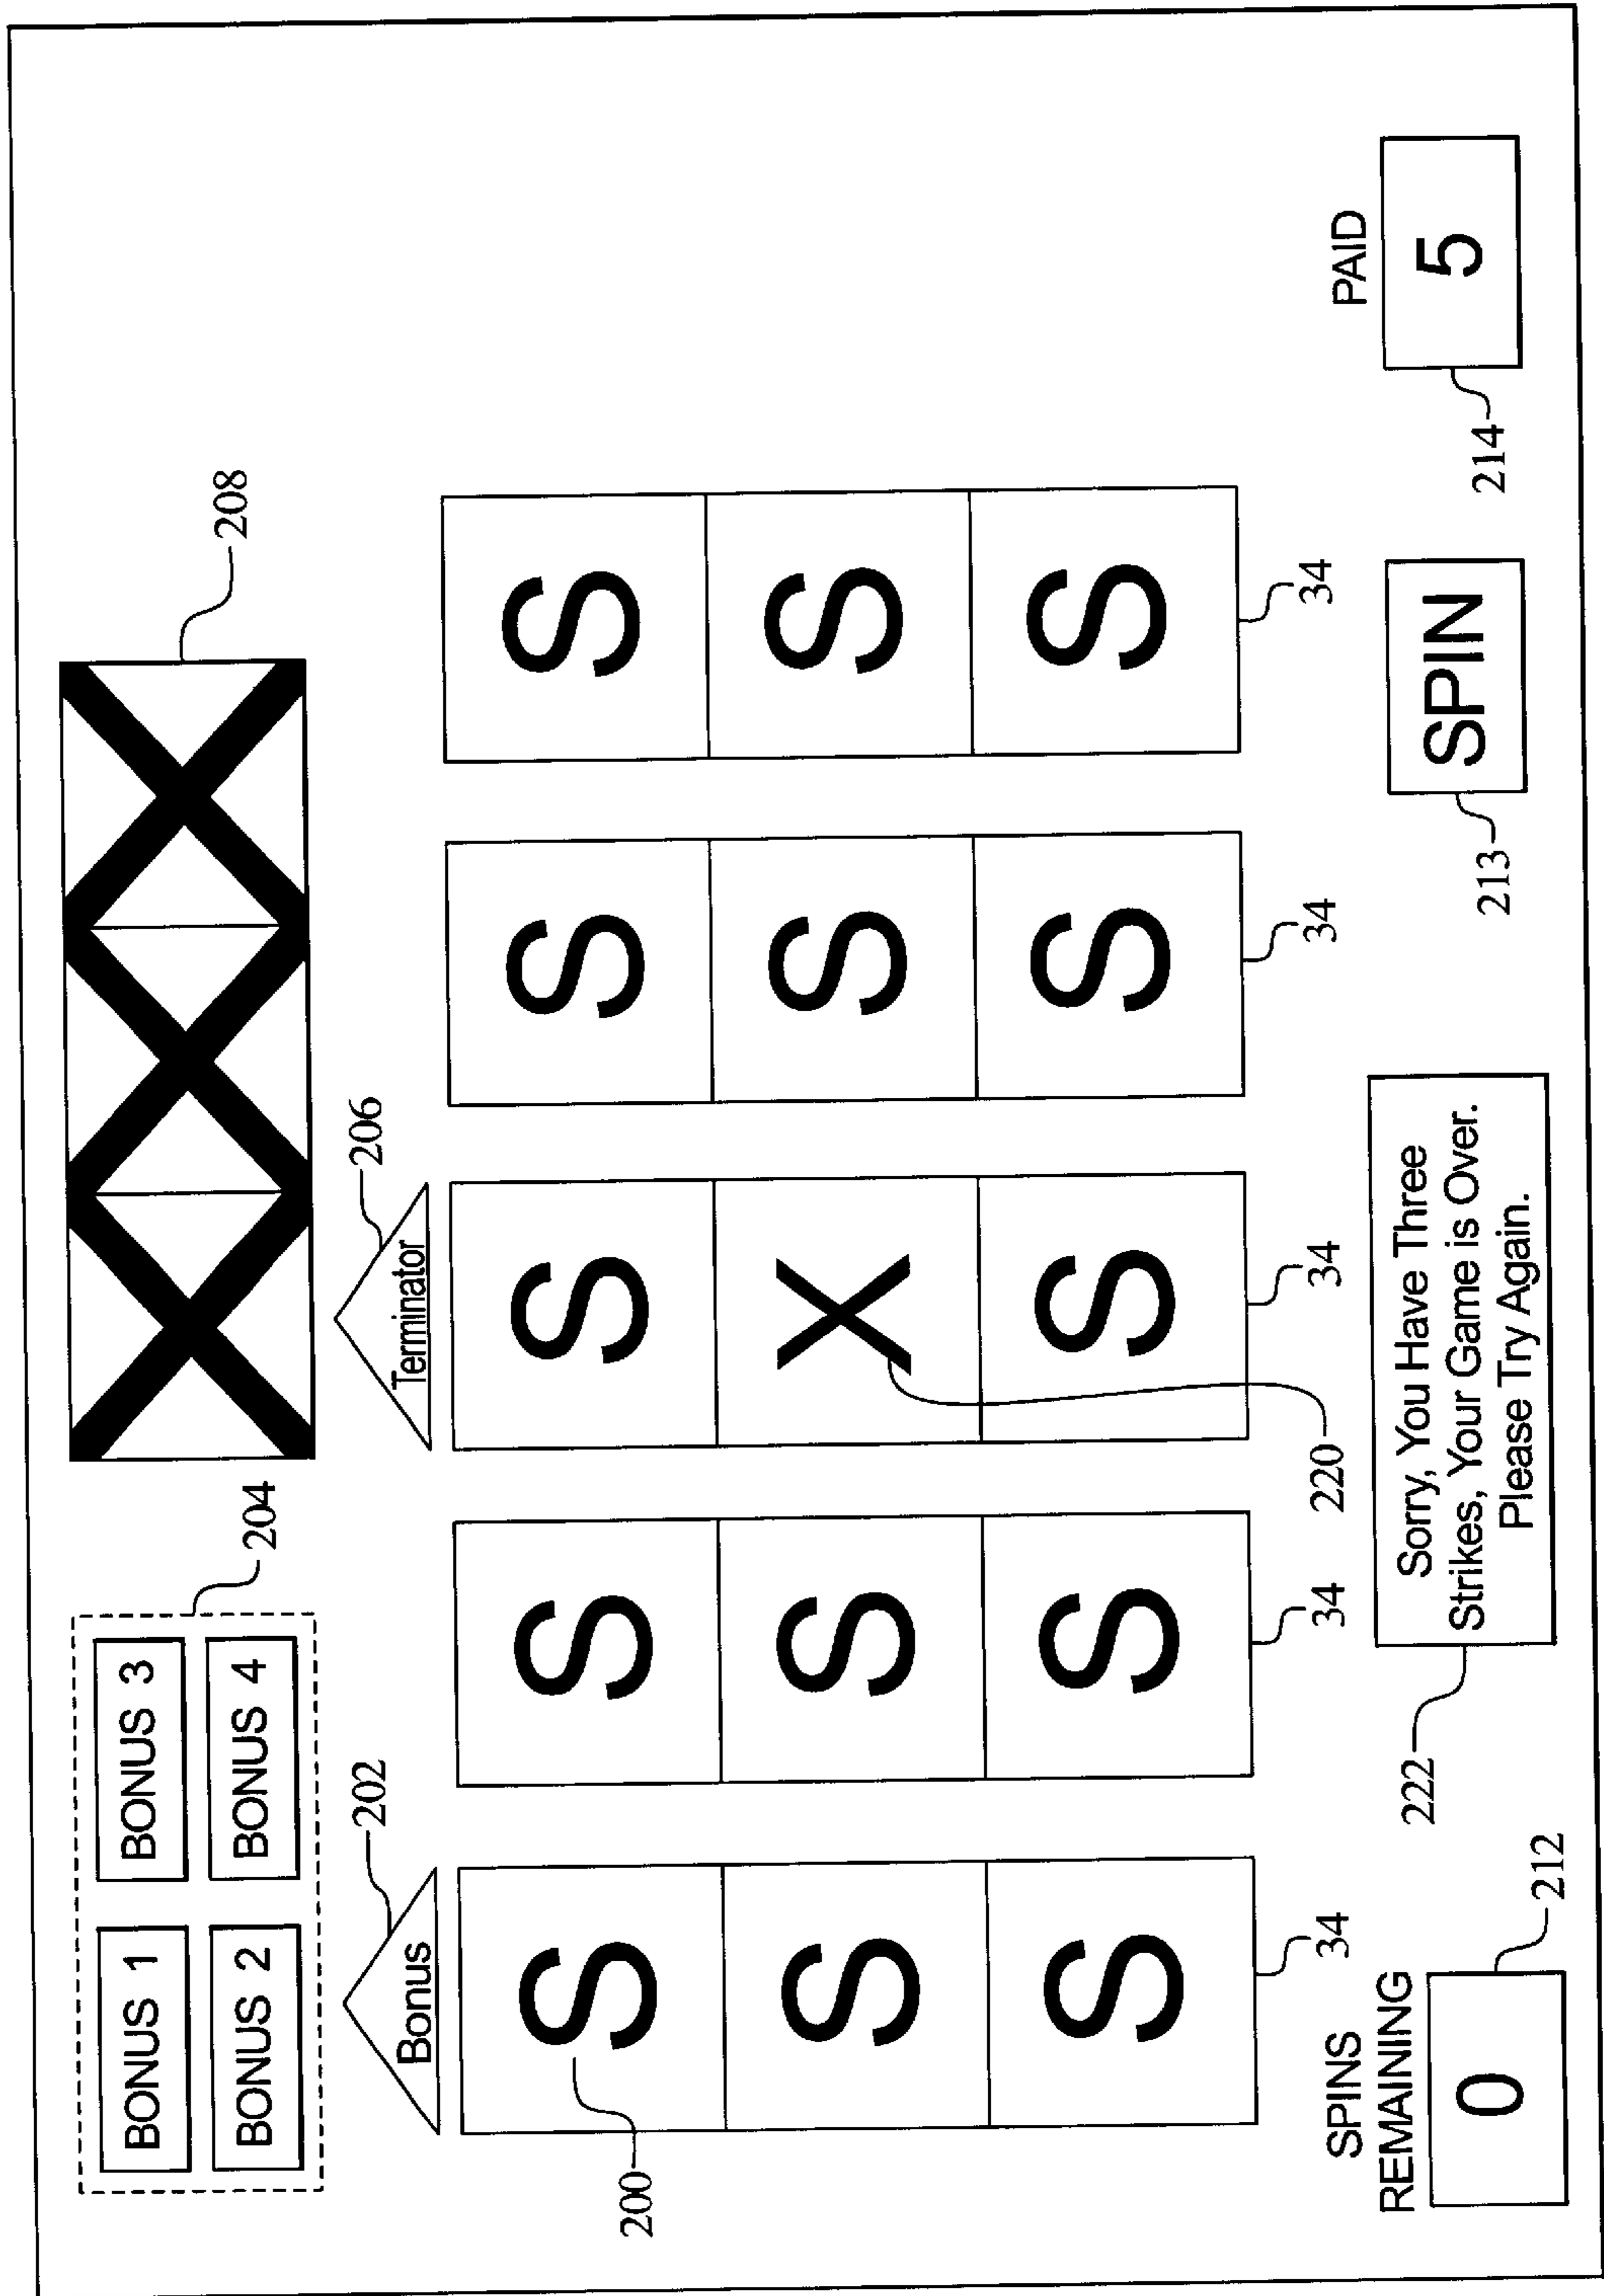 BONUS 1 BONUS 3
BONUS 2 BONUS 4
204
208
Bonus
202
Terminator
206
S S S S S
200
S S X S S
S S S S S
34 34 34 34 34
220
SPINS
REMAINING
0
212
222
Sorry, You Have Three
Strikes, Your Game is Over.
Please Try Again.
SPIN
213
PAID
5
214